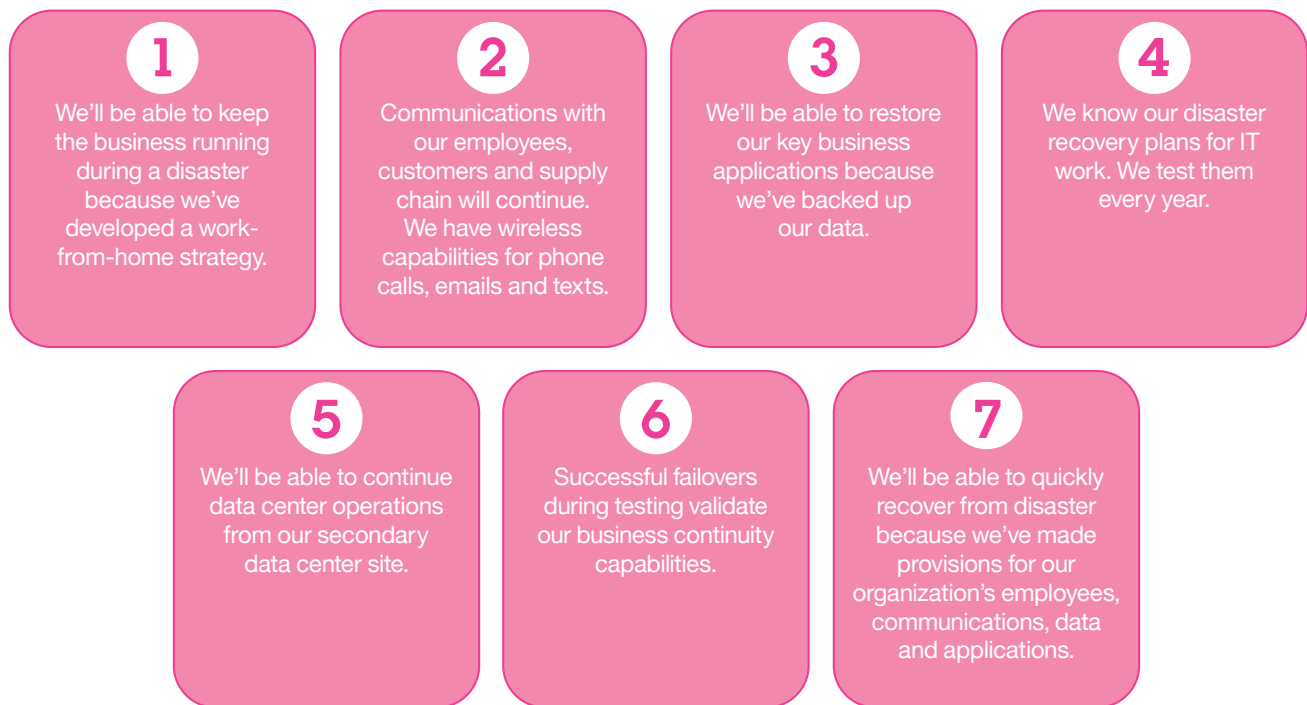 1
We’ll be able to keep
the business running
during a disaster
because we’ve
developed a work-
from-home strategy.
2
Communications with
our employees,
customers and supply
chain will continue.
We have wireless
capabilities for phone
calls, emails and texts.
3
We’ll be able to restore
our key business
applications because
we’ve backed up
our data.
4
We know our disaster
recovery plans for IT
work. We test them
every year.
5
We’ll be able to continue
data center operations
from our secondary
data center site.
6
Successful failovers
during testing validate
our business continuity
capabilities.
7
We’ll be able to quickly
recover from disaster
because we’ve made
provisions for our
organization’s employees,
communications, data
and applications.